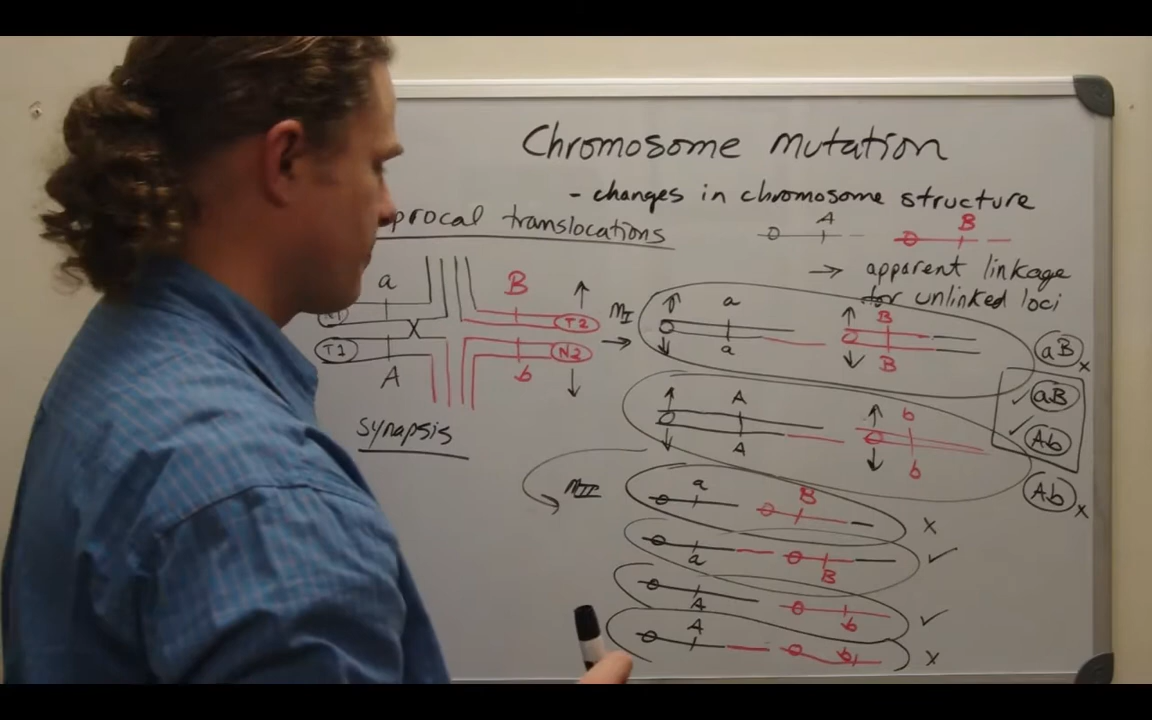 Chromosome Mutation
- changes in chromosome structure
procal translocations
A B
→ apparent linkage
for unlinked loci
a B
T2
T1 N2
A b
synapsis
MI →
a B
a B
aB x
A b
A b
✓ aB
✓ Ab
Ab x
MII
a B x
a B ✓
A b ✓
A b x